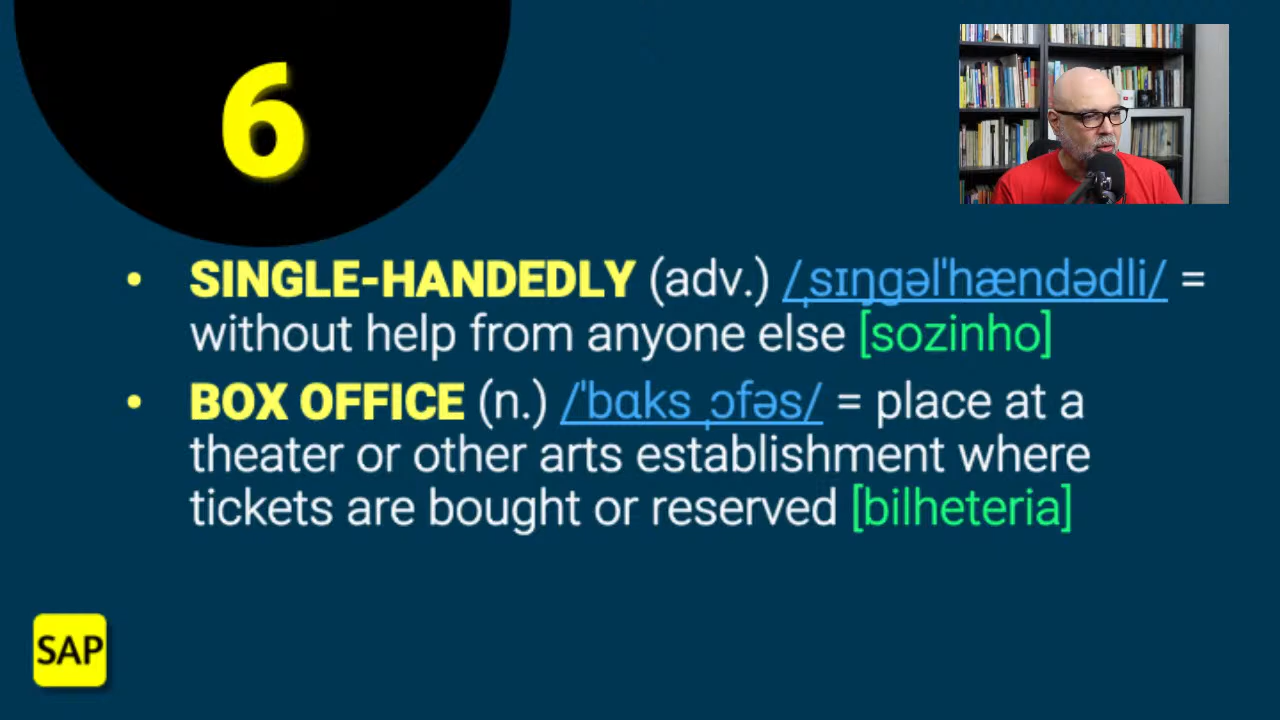 6
• SINGLE-HANDEDLY (adv.) /ˌsɪŋgəlˈhændədli/ =
without help from anyone else [sozinho]
• BOX OFFICE (n.) /ˈbɑks ˌɔfəs/ = place at a
theater or other arts establishment where
tickets are bought or reserved [bilheteria]
SAP